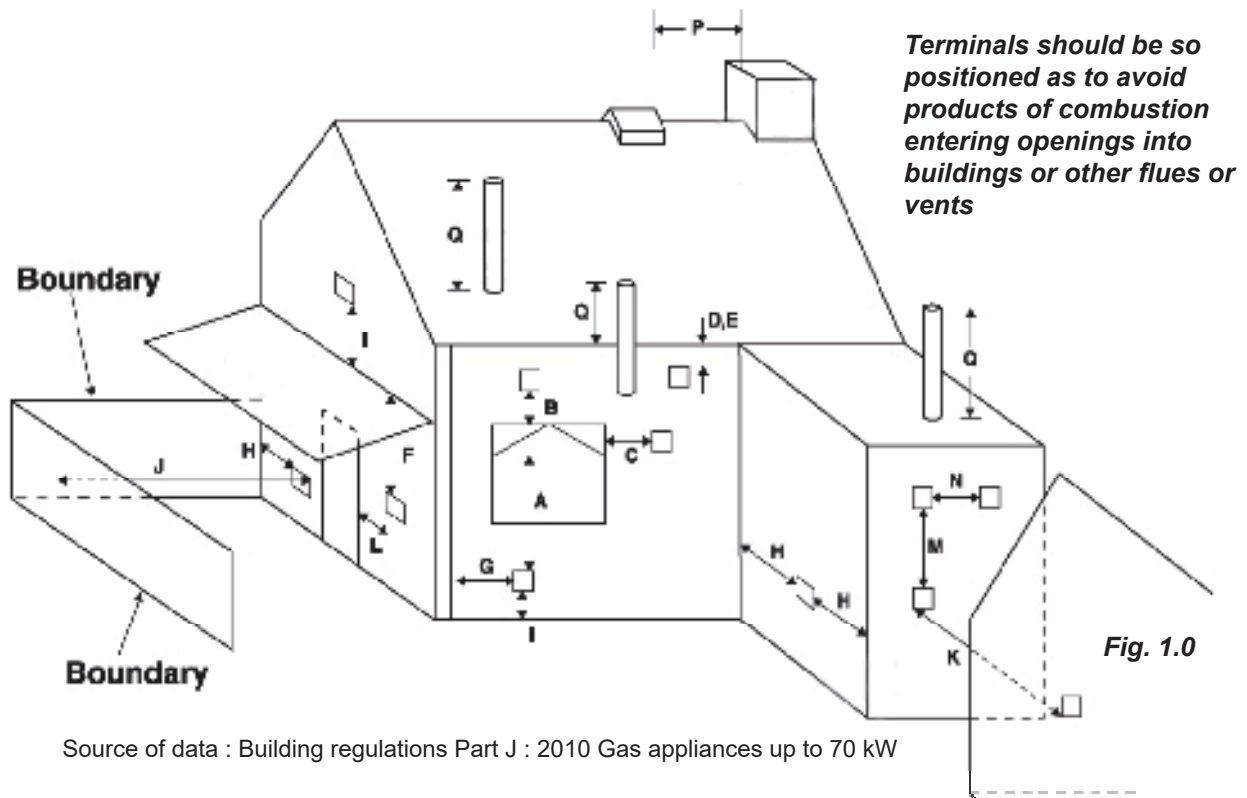 P
Terminals should be so
positioned as to avoid
products of combustion
entering openings into
buildings or other flues or
vents
Q
Boundary
Q
D,E
Q
I
B
H
J
F
C
A
N
L
M
G
H
H
I
K
Boundary
Fig. 1.0
Source of data : Building regulations Part J : 2010 Gas appliances up to 70 kW